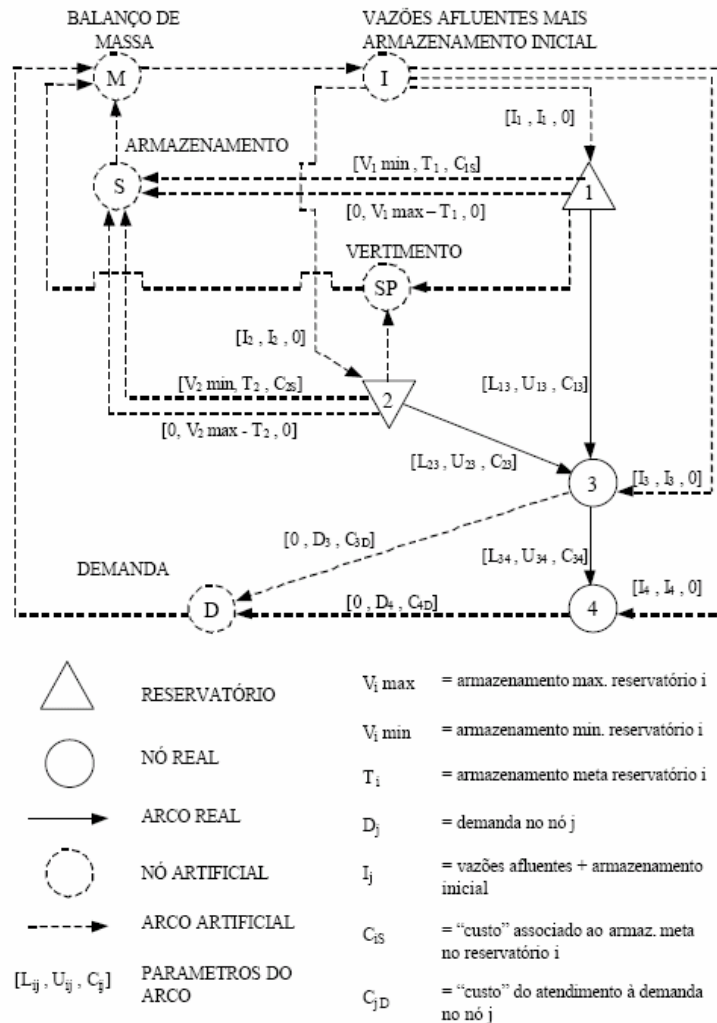 BALANÇO DE
MASSA
VAZÕES AFLUENTES MAIS
ARMAZENAMENTO INICIAL
M
I
[I₁ , I₁ , 0]
ARMAZENAMENTO
S
[V₁ min , T₁ , C₁S]
1
[0, V₁ max – T₁ , 0]
VERTIMENTO
SP
[I₂ , I₂ , 0]
[V₂ min, T₂ , C₂S]
2
[0, V₂ max - T₂ , 0]
[L₁₃ , U₁₃ , C₁₃]
[L₂₃ , U₂₃ , C₂₃]
3
[I₃ , I₃ , 0]
[0 , D₃ , C₃D]
[L₃₄ , U₃₄ , C₃₄]
DEMANDA
D
[0 , D₄ , C₄D]
4
[I₄ , I₄ , 0]
RESERVATÓRIO
NÓ REAL
ARCO REAL
NÓ ARTIFICIAL
ARCO ARTIFICIAL
[Lij , Uij , Cij]
PARAMETROS DO
ARCO
Vi max = armazenamento max. reservatório i
Vi min = armazenamento min. reservatório i
Ti = armazenamento meta reservatório i
Dj = demanda no nó j
Ij = vazões afluentes + armazenamento
inicial
CiS = “custo” associado ao armaz. meta
no reservatório i
CjD = “custo” do atendimento à demanda
no nó j